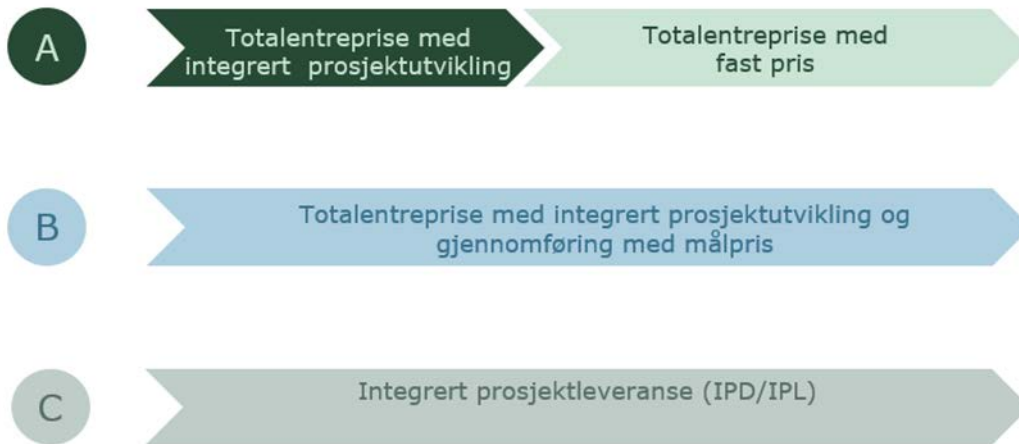 A
Totalentreprise med
integrert prosjektutvikling
Totalentreprise med
fast pris
B
Totalentreprise med integrert prosjektutvikling og
gjennomføring med målpris
C
Integrert prosjektleveranse (IPD/IPL)